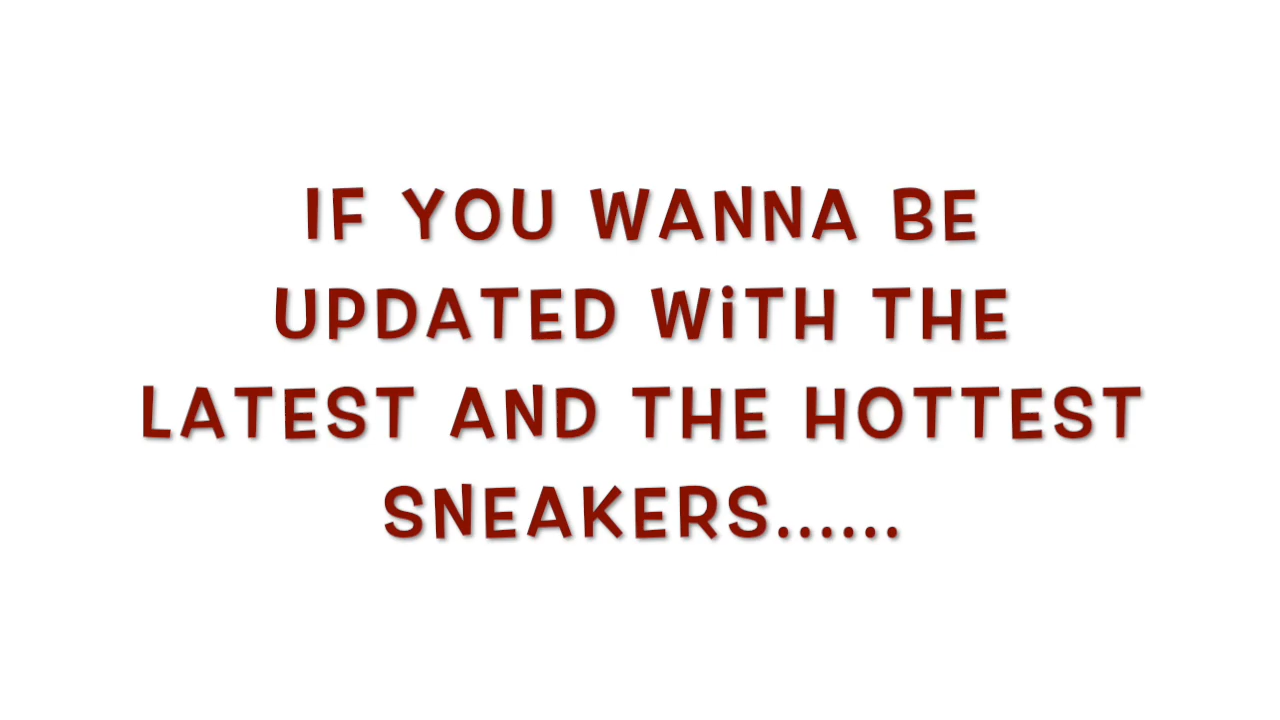 IF YOU WANNA BE
UPDATED WiTH THE
LATEST AND THE HOTTEST
SNEAKERS......